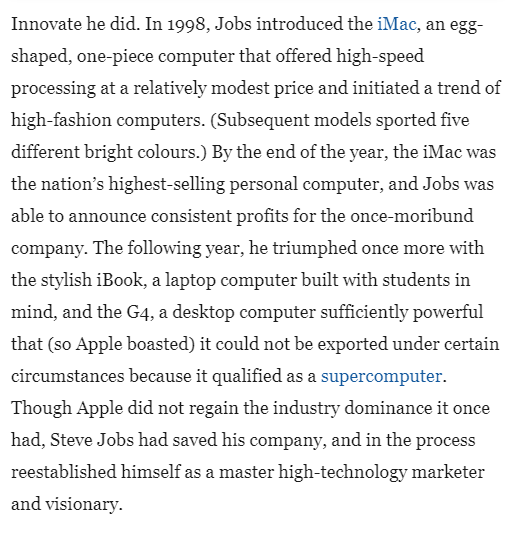 Innovate he did. In 1998, Jobs introduced the iMac, an egg-
shaped, one-piece computer that offered high-speed
processing at a relatively modest price and initiated a trend of
high-fashion computers. (Subsequent models sported five
different bright colours.) By the end of the year, the iMac was
the nation’s highest-selling personal computer, and Jobs was
able to announce consistent profits for the once-moribund
company. The following year, he triumphed once more with
the stylish iBook, a laptop computer built with students in
mind, and the G4, a desktop computer sufficiently powerful
that (so Apple boasted) it could not be exported under certain
circumstances because it qualified as a supercomputer.
Though Apple did not regain the industry dominance it once
had, Steve Jobs had saved his company, and in the process
reestablished himself as a master high-technology marketer
and visionary.